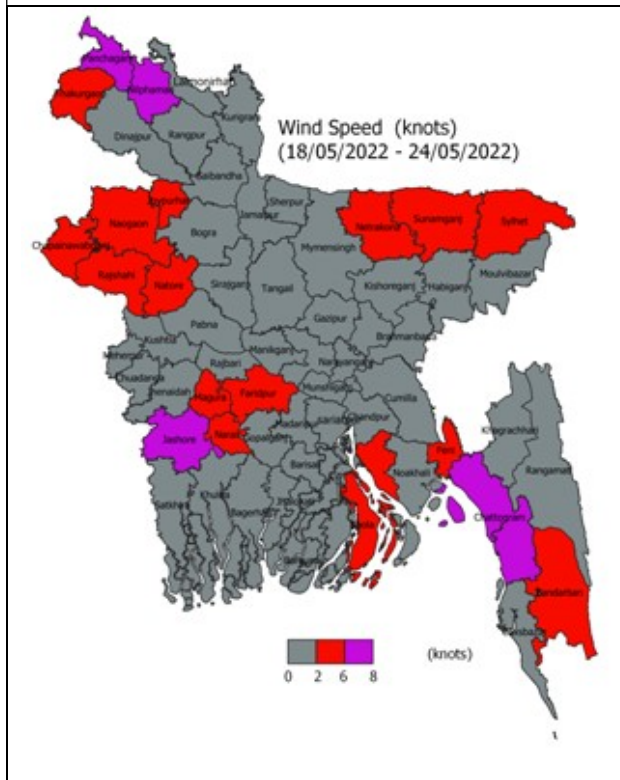 Panchagarh
Nilphamari
Lalmonirhat
Thakurgaon
Kurigram
Wind Speed (knots)
(18/05/2022 - 24/05/2022)
Dinajpur
Rangpur
Gaibandha
Joypurhat
Sherpur
Jamalpur
Naogaon
Netrakona
Sunamganj
Sylhet
Bogra
Mymensingh
Chapainawabganj
Rajshahi
Natore
Sirajganj
Tangail
Kishoreganj
Habiganj
Moulvibazar
Gazipur
Pabna
Brahmanbaria
Kushtia
Manikganj
Meherpur
Rajbari
Narayanganj
Chuadanga
Munshiganj
Cumilla
Jhenaidah
Magura
Faridpur
Chandpur
Khagrachhari
Jashore
Narail
Gopalganj
Madaripur
Shariatpur
Feni
Noakhali
Rangamati
Barisal
Satkhira
Khulna
Bagerhat
Bhola
Chattogram
Bandarban
Coxsbazar
(knots)
0 2 6 8